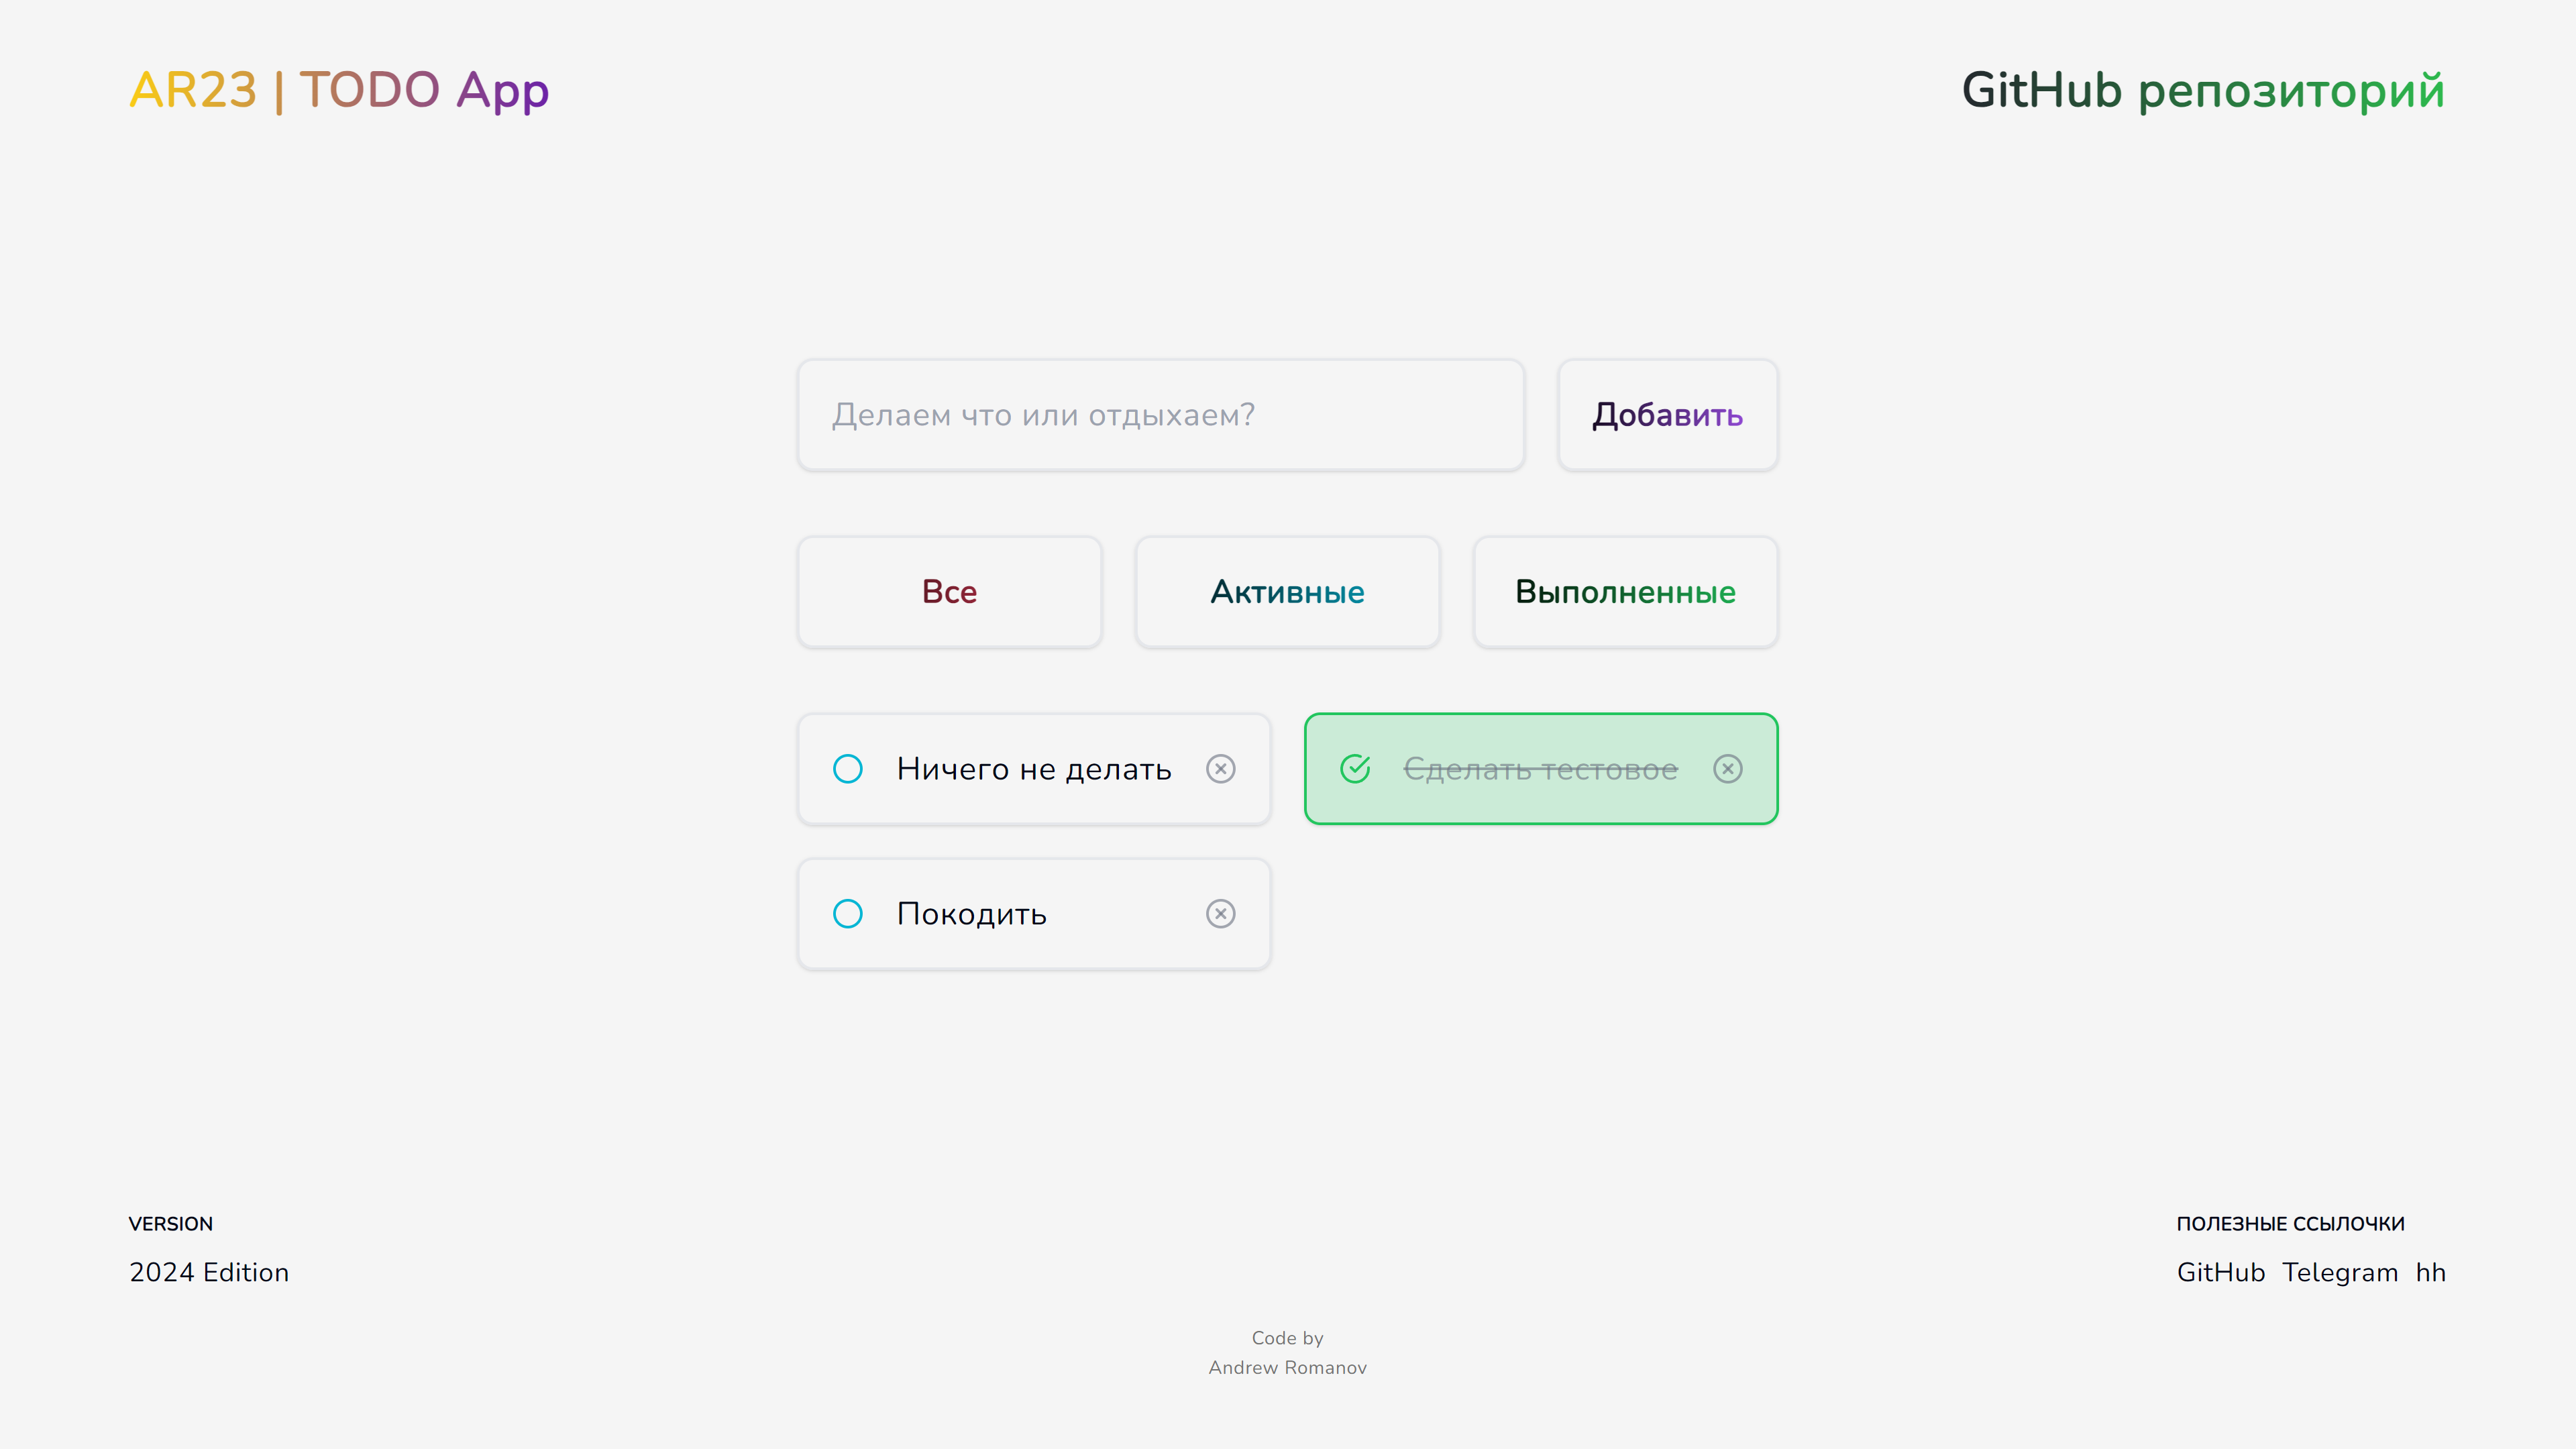 AR23 | TODO App
GitHub репозиторий
Делаем что или отдыхаем?
Добавить
Все
Активные
Выполненные
Ничего не делать
Сделать тестовое
Покодить
VERSION
2024 Edition
ПОЛЕЗНЫЕ ССЫЛОЧКИ
GitHub Telegram hh
Code by
Andrew Romanov